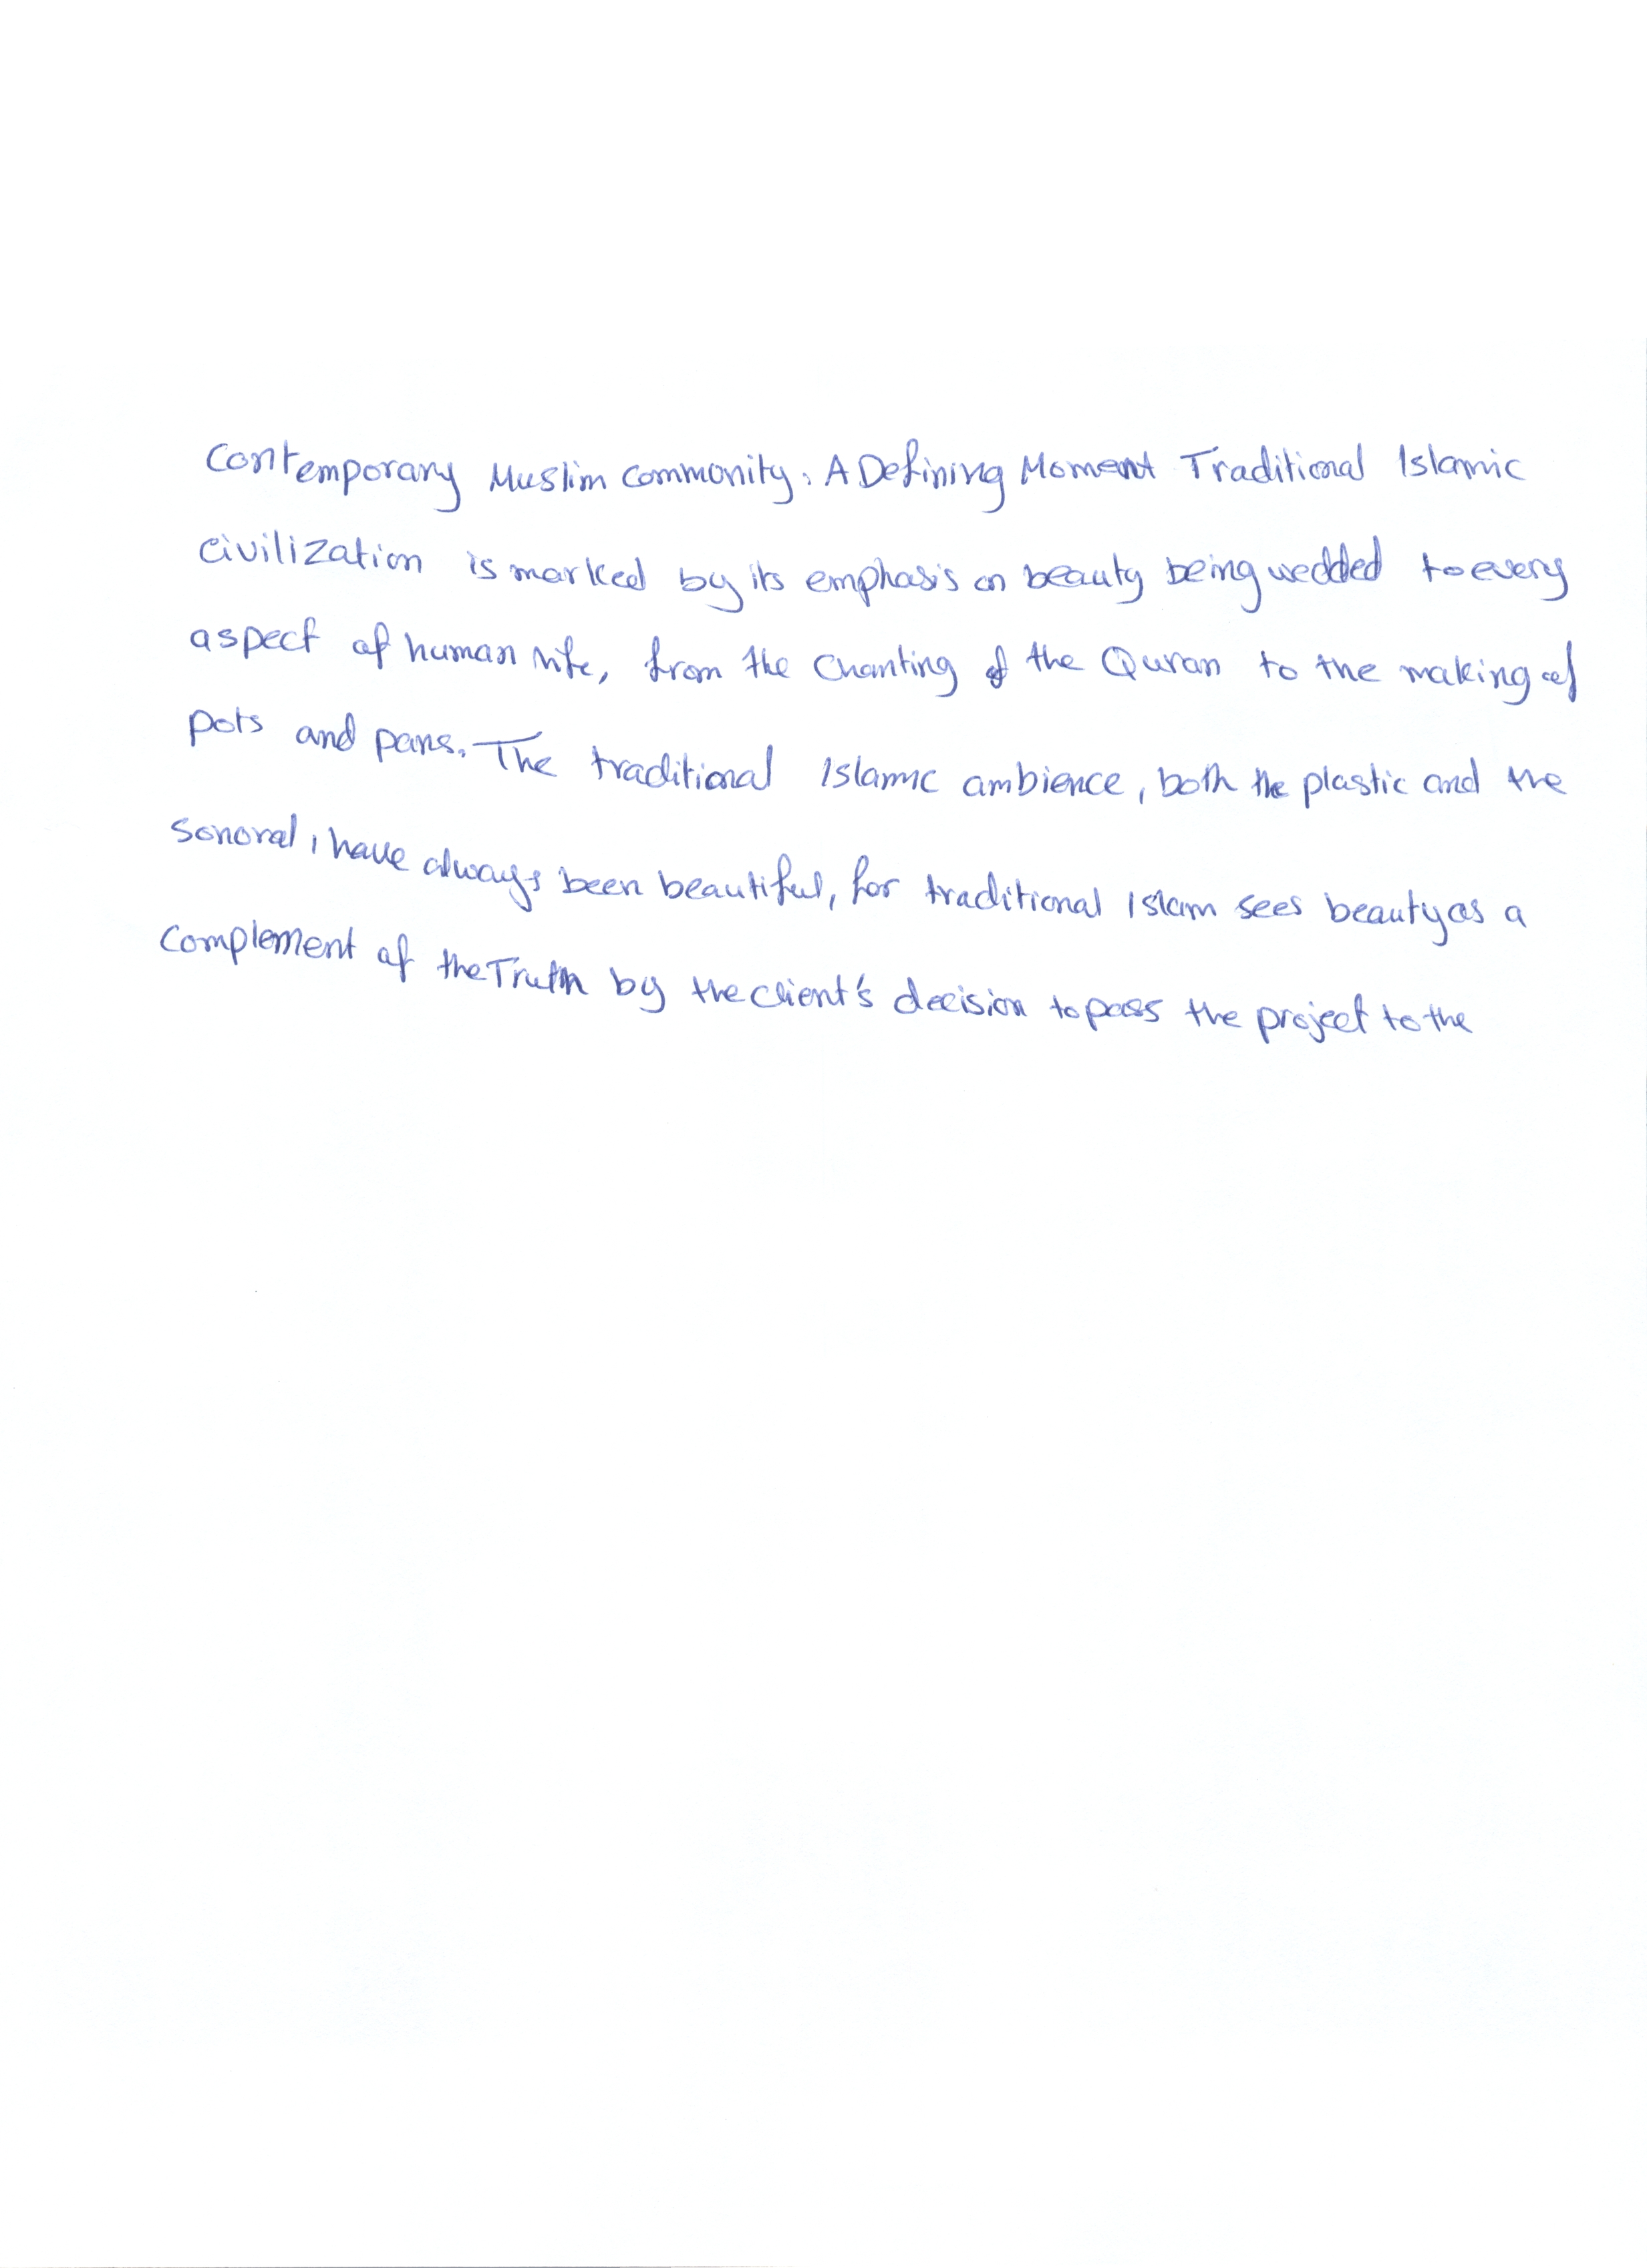 Contemporary Muslim Commonity: A Defining Moment Traditional Islamic
civilization is marked by its emphasis on beauty being wedded to every
aspect of human life, from the Chanting of the Quran to the making of
pots and pans. The traditional Islamic ambience, both the plastic and the
Sonoral, have always been beautiful, for traditional Islam sees beauty as a
Complement of the Truth by the client's decision to pass the project to the